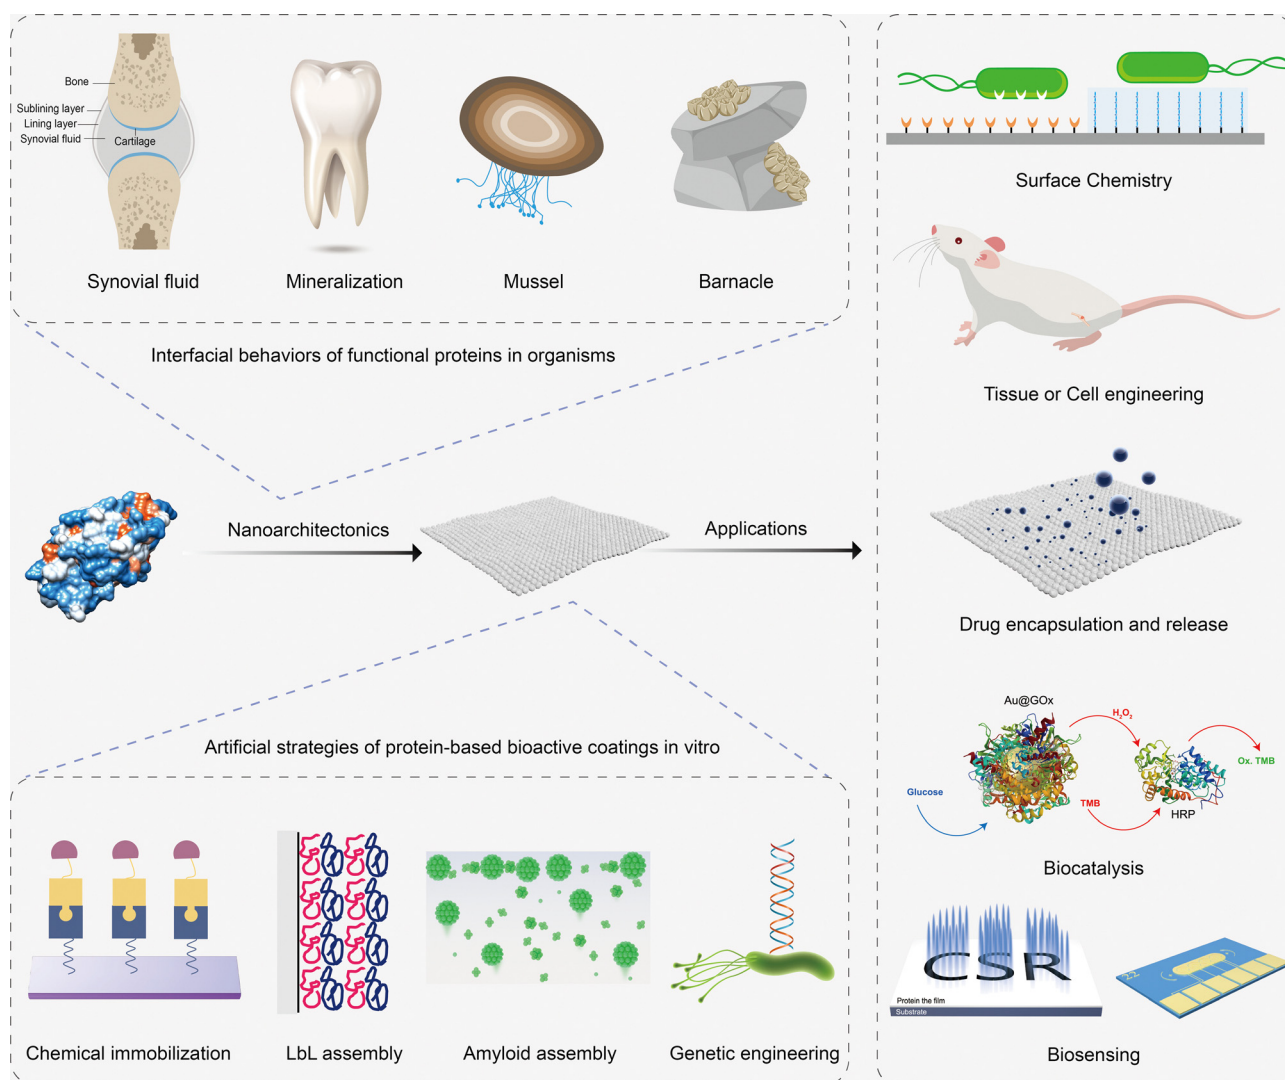 Bone
Sublining layer
Lining layer
Synovial fluid
Cartilage
Synovial fluid
Mineralization
Mussel
Barnacle
Interfacial behaviors of functional proteins in organisms
Nanoarchitectonics
Applications
Artificial strategies of protein-based bioactive coatings in vitro
Chemical immobilization
LbL assembly
Amyloid assembly
Genetic engineering
Surface Chemistry
Tissue or Cell engineering
Drug encapsulation and release
Au@GOx
H₂O₂
Glucose
TMB
HRP
Ox. TMB
Biocatalysis
CSR
Protein the film
Substrate
22
Biosensing